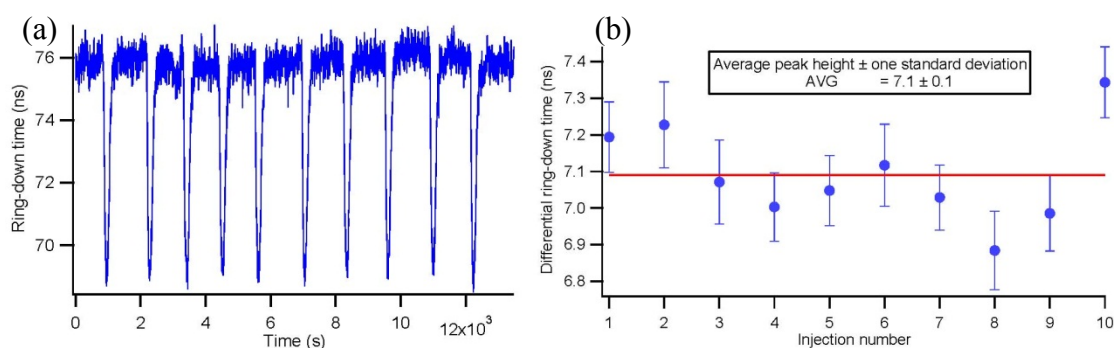 (a)
76
74
72
70
Ring-down time (ns)
0 2 4 6 8 10 12x10³
Time (s)
(b)
7.4
7.3
7.2
7.1
7.0
6.9
6.8
Differential ring-down time (ns)
Average peak height ± one standard deviation
AVG = 7.1 ± 0.1
1 2 3 4 5 6 7 8 9 10
Injection number